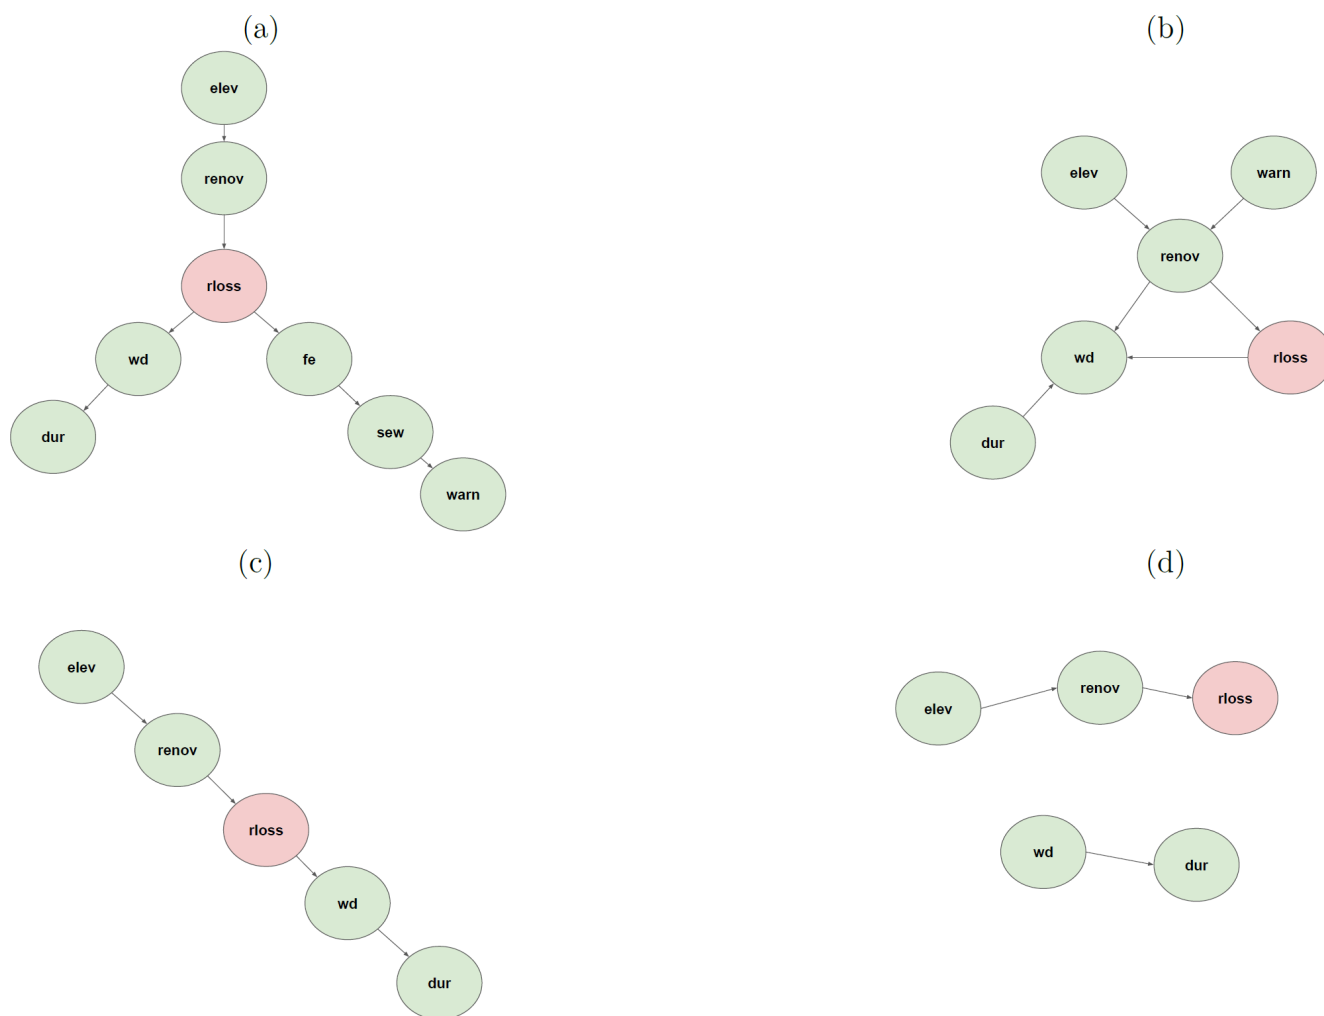 (a)
elev
renov
rloss
wd
fe
dur
sew
warn
(b)
elev
warn
renov
wd
rloss
dur
(c)
elev
renov
rloss
wd
dur
(d)
elev
renov
rloss
wd
dur